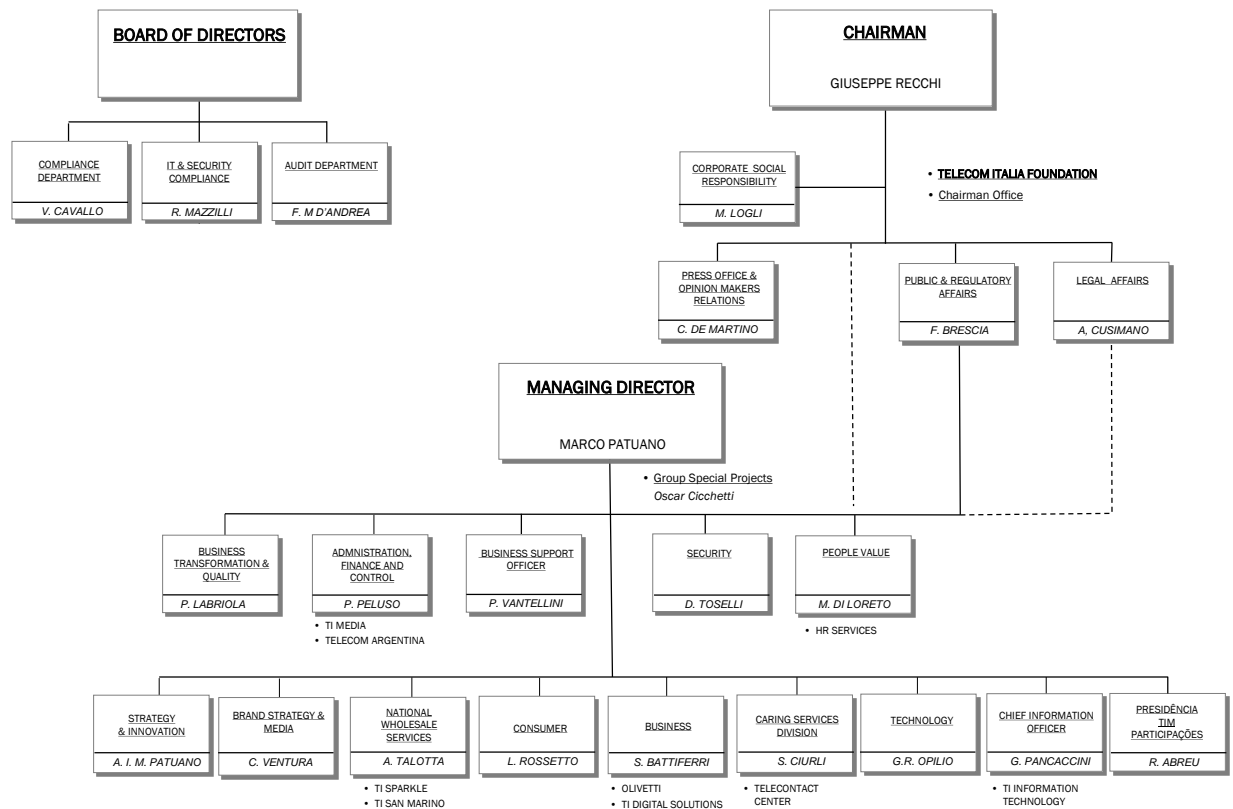 BOARD OF DIRECTORS
COMPLIANCE
DEPARTMENT
V. CAVALLO
IT & SECURITY
COMPLIANCE
R. MAZZILLI
AUDIT DEPARTMENT
F. M D'ANDREA
CHAIRMAN
GIUSEPPE RECCHI
CORPORATE SOCIAL
RESPONSIBILITY
M. LOGLI
• TELECOM ITALIA FOUNDATION
• Chairman Office
PRESS OFFICE &
OPINION MAKERS
RELATIONS
C. DE MARTINO
PUBLIC & REGULATORY
AFFAIRS
F. BRESCIA
LEGAL AFFAIRS
A, CUSIMANO
MANAGING DIRECTOR
MARCO PATUANO
• Group Special Projects
Oscar Cicchetti
BUSINESS
TRANSFORMATION &
QUALITY
P. LABRIOLA
ADMNISTRATION,
FINANCE AND
CONTROL
P. PELUSO
• TI MEDIA
• TELECOM ARGENTINA
BUSINESS SUPPORT
OFFICER
P. VANTELLINI
SECURITY
D. TOSELLI
PEOPLE VALUE
M. DI LORETO
• HR SERVICES
STRATEGY
& INNOVATION
A. I. M. PATUANO
BRAND STRATEGY &
MEDIA
C. VENTURA
NATIONAL
WHOLESALE
SERVICES
A. TALOTTA
• TI SPARKLE
• TI SAN MARINO
CONSUMER
L. ROSSETTO
BUSINESS
S. BATTIFERRI
• OLIVETTI
• TI DIGITAL SOLUTIONS
CARING SERVICES
DIVISION
S. CIURLI
• TELECONTACT
CENTER
TECHNOLOGY
G.R. OPILIO
CHIEF INFORMATION
OFFICER
G. PANCACCINI
• TI INFORMATION
TECHNOLOGY
PRESIDÊNCIA
TIM
PARTICIPAÇÕES
R. ABREU